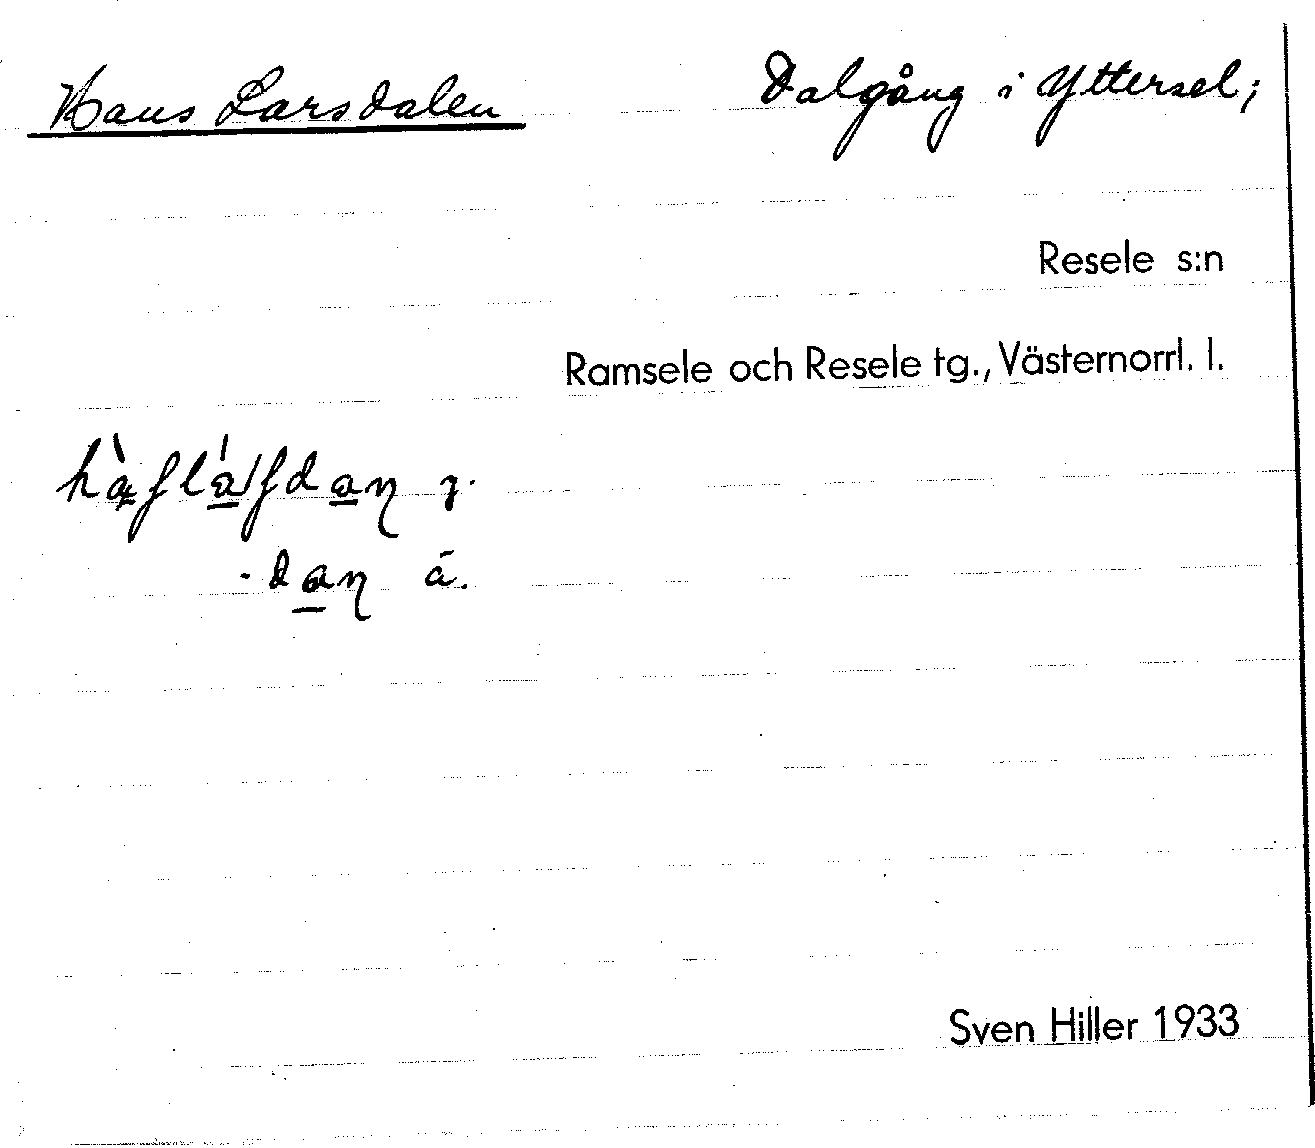 Hans Larsdalen
Dalgång i Yttersel;
Resele s:n
Ramsele och Resele tg., Västernorrl. l.
Sven Hiller 1933